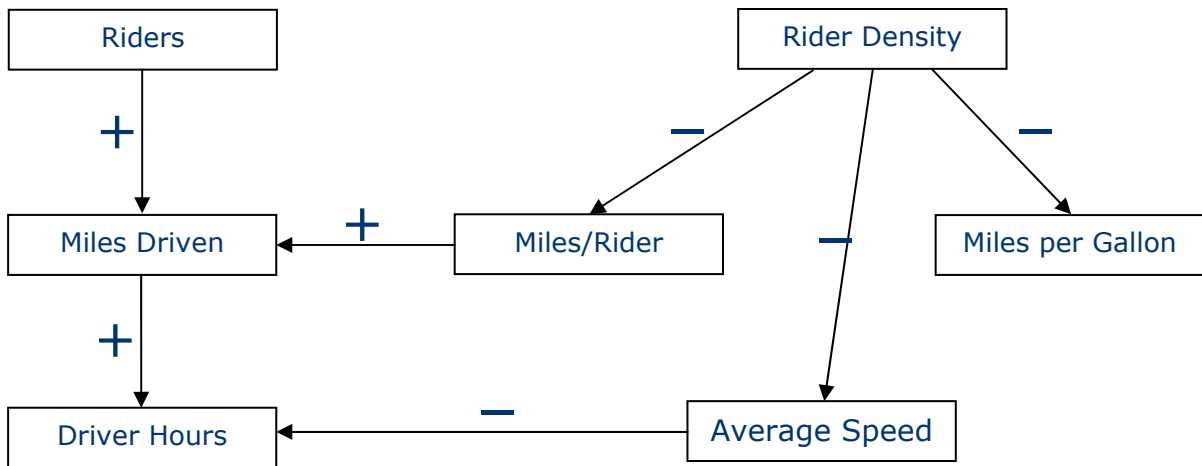 Riders
Rider Density
+
−
−
Miles Driven
+
Miles/Rider
−
Miles per Gallon
+
Driver Hours
−
Average Speed